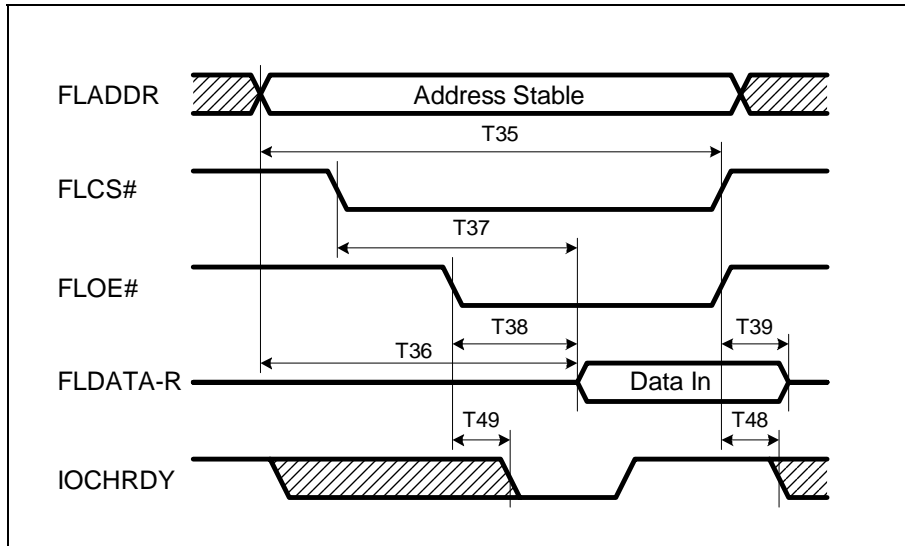 FLADDR
Address Stable
T35
FLCS#
T37
FLOE#
T38
T39
T36
FLDATA-R
Data In
T49
T48
IOCHRDY